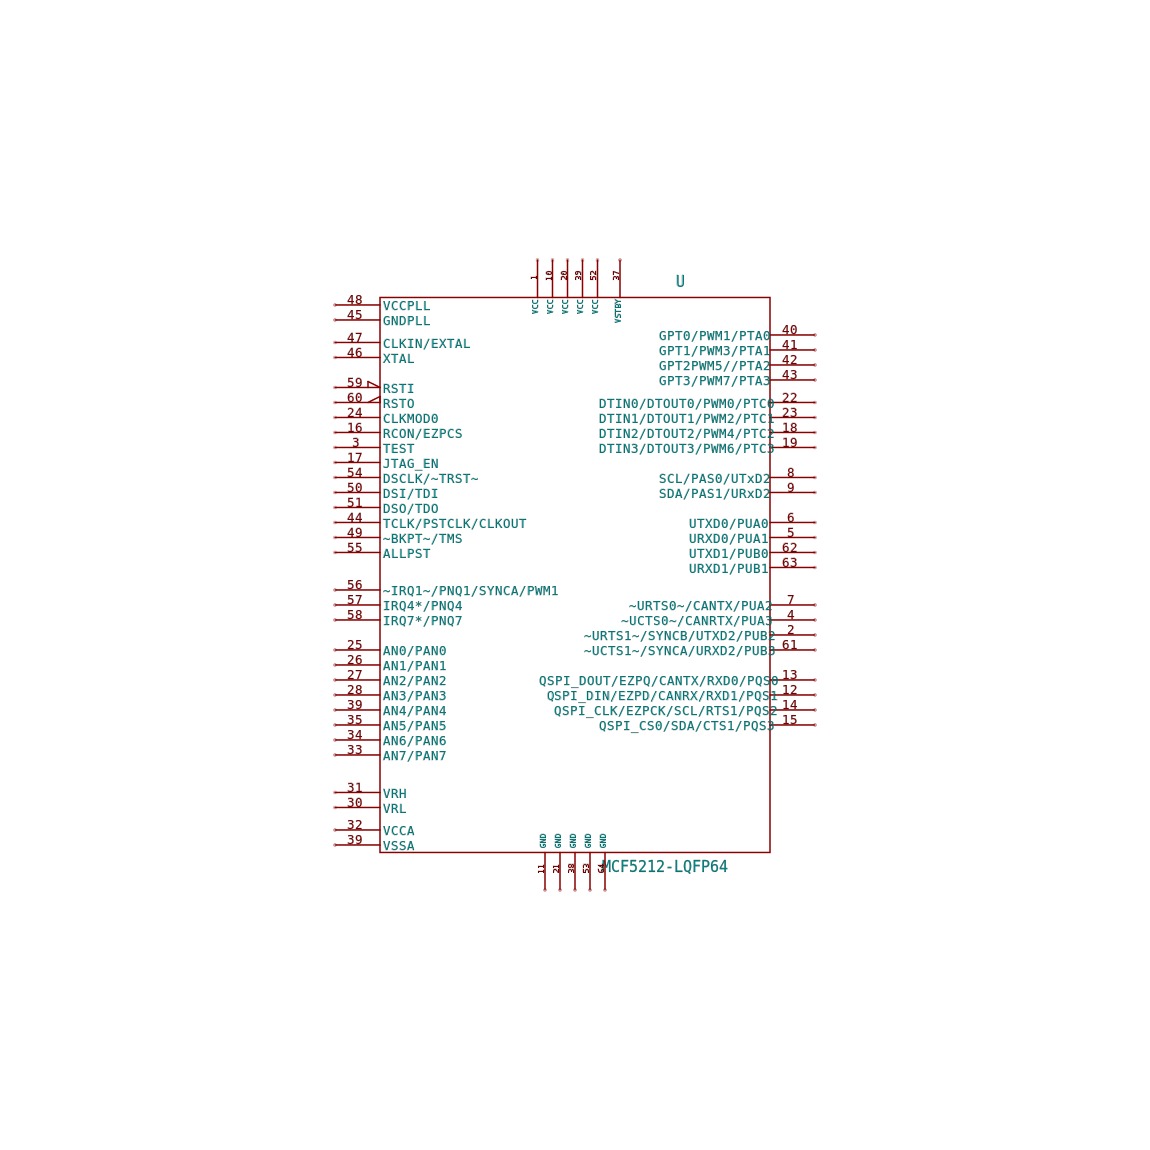 U
1 10 20 39 52 37
VCC VCC VCC VCC VCC VSTBY
48 VCCPLL
45 GNDPLL
47 CLKIN/EXTAL
46 XTAL
59 RSTI
60 RSTO
24 CLKMOD0
16 RCON/EZPCS
3 TEST
17 JTAG_EN
54 DSCLK/~TRST~
50 DSI/TDI
51 DSO/TDO
44 TCLK/PSTCLK/CLKOUT
49 ~BKPT~/TMS
55 ALLPST
56 ~IRQ1~/PNQ1/SYNCA/PWM1
57 IRQ4*/PNQ4
58 IRQ7*/PNQ7
25 AN0/PAN0
26 AN1/PAN1
27 AN2/PAN2
28 AN3/PAN3
39 AN4/PAN4
35 AN5/PAN5
34 AN6/PAN6
33 AN7/PAN7
31 VRH
30 VRL
32 VCCA
39 VSSA
GPT0/PWM1/PTA0 40
GPT1/PWM3/PTA1 41
GPT2PWM5//PTA2 42
GPT3/PWM7/PTA3 43
DTIN0/DTOUT0/PWM0/PTC0 22
DTIN1/DTOUT1/PWM2/PTC1 23
DTIN2/DTOUT2/PWM4/PTC2 18
DTIN3/DTOUT3/PWM6/PTC3 19
SCL/PAS0/UTxD2 8
SDA/PAS1/URxD2 9
UTXD0/PUA0 6
URXD0/PUA1 5
UTXD1/PUB0 62
URXD1/PUB1 63
~URTS0~/CANTX/PUA2 7
~UCTS0~/CANRTX/PUA3 4
~URTS1~/SYNCB/UTXD2/PUB2 2
~UCTS1~/SYNCA/URXD2/PUB3 61
QSPI_DOUT/EZPQ/CANTX/RXD0/PQS0 13
QSPI_DIN/EZPD/CANRX/RXD1/PQS1 12
QSPI_CLK/EZPCK/SCL/RTS1/PQS2 14
QSPI_CS0/SDA/CTS1/PQS3 15
GND GND GND GND GND
11 21 38 53 64
MCF5212-LQFP64